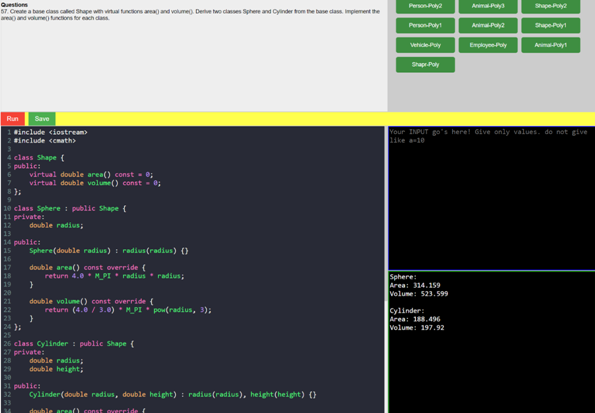 Questions
57. Create a base class called Shape with virtual functions area() and volume(). Derive two classes Sphere and Cylinder from the base class. Implement the
area() and volume() functions for each class.
Person-Poly2 Animal-Poly3 Shape-Poly2
Person-Poly1 Animal-Poly2 Shape-Poly1
Vehicle-Poly Employee-Poly Animal-Poly1
Shapr-Poly
Run Save
1 #include <iostream>
2 #include <cmath>
3
4 class Shape {
5 public:
6     virtual double area() const = 0;
7     virtual double volume() const = 0;
8 };
9
10 class Sphere : public Shape {
11 private:
12     double radius;
13
14 public:
15     Sphere(double radius) : radius(radius) {}
16
17     double area() const override {
18         return 4.0 * M_PI * radius * radius;
19     }
20
21     double volume() const override {
22         return (4.0 / 3.0) * M_PI * pow(radius, 3);
23     }
24 };
25
26 class Cylinder : public Shape {
27 private:
28     double radius;
29     double height;
30
31 public:
32     Cylinder(double radius, double height) : radius(radius), height(height) {}
33
34     double area() const override {
Your INPUT go's here! Give only values. do not give
like a=10
Sphere:
Area: 314.159
Volume: 523.599
Cylinder:
Area: 188.496
Volume: 197.92